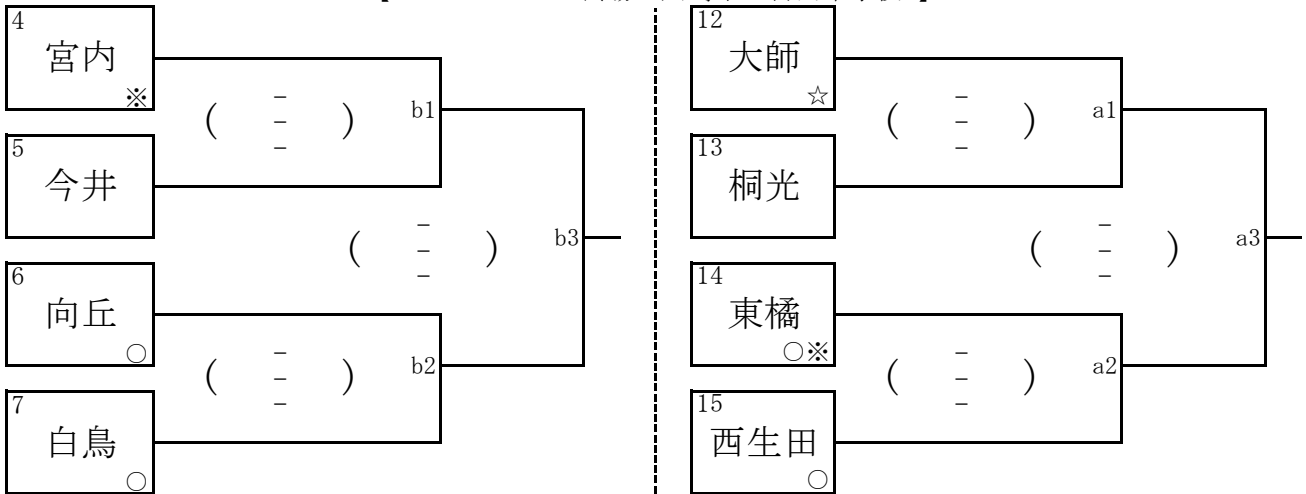 4
宮内
※
5
今井
6
向丘
○
7
白鳥
○
( - - - ) b1
( - - - ) b3
( - - - ) b2
12
大師
☆
13
桐光
14
東橘
○※
15
西生田
○
( - - - ) a1
( - - - ) a3
( - - - ) a2